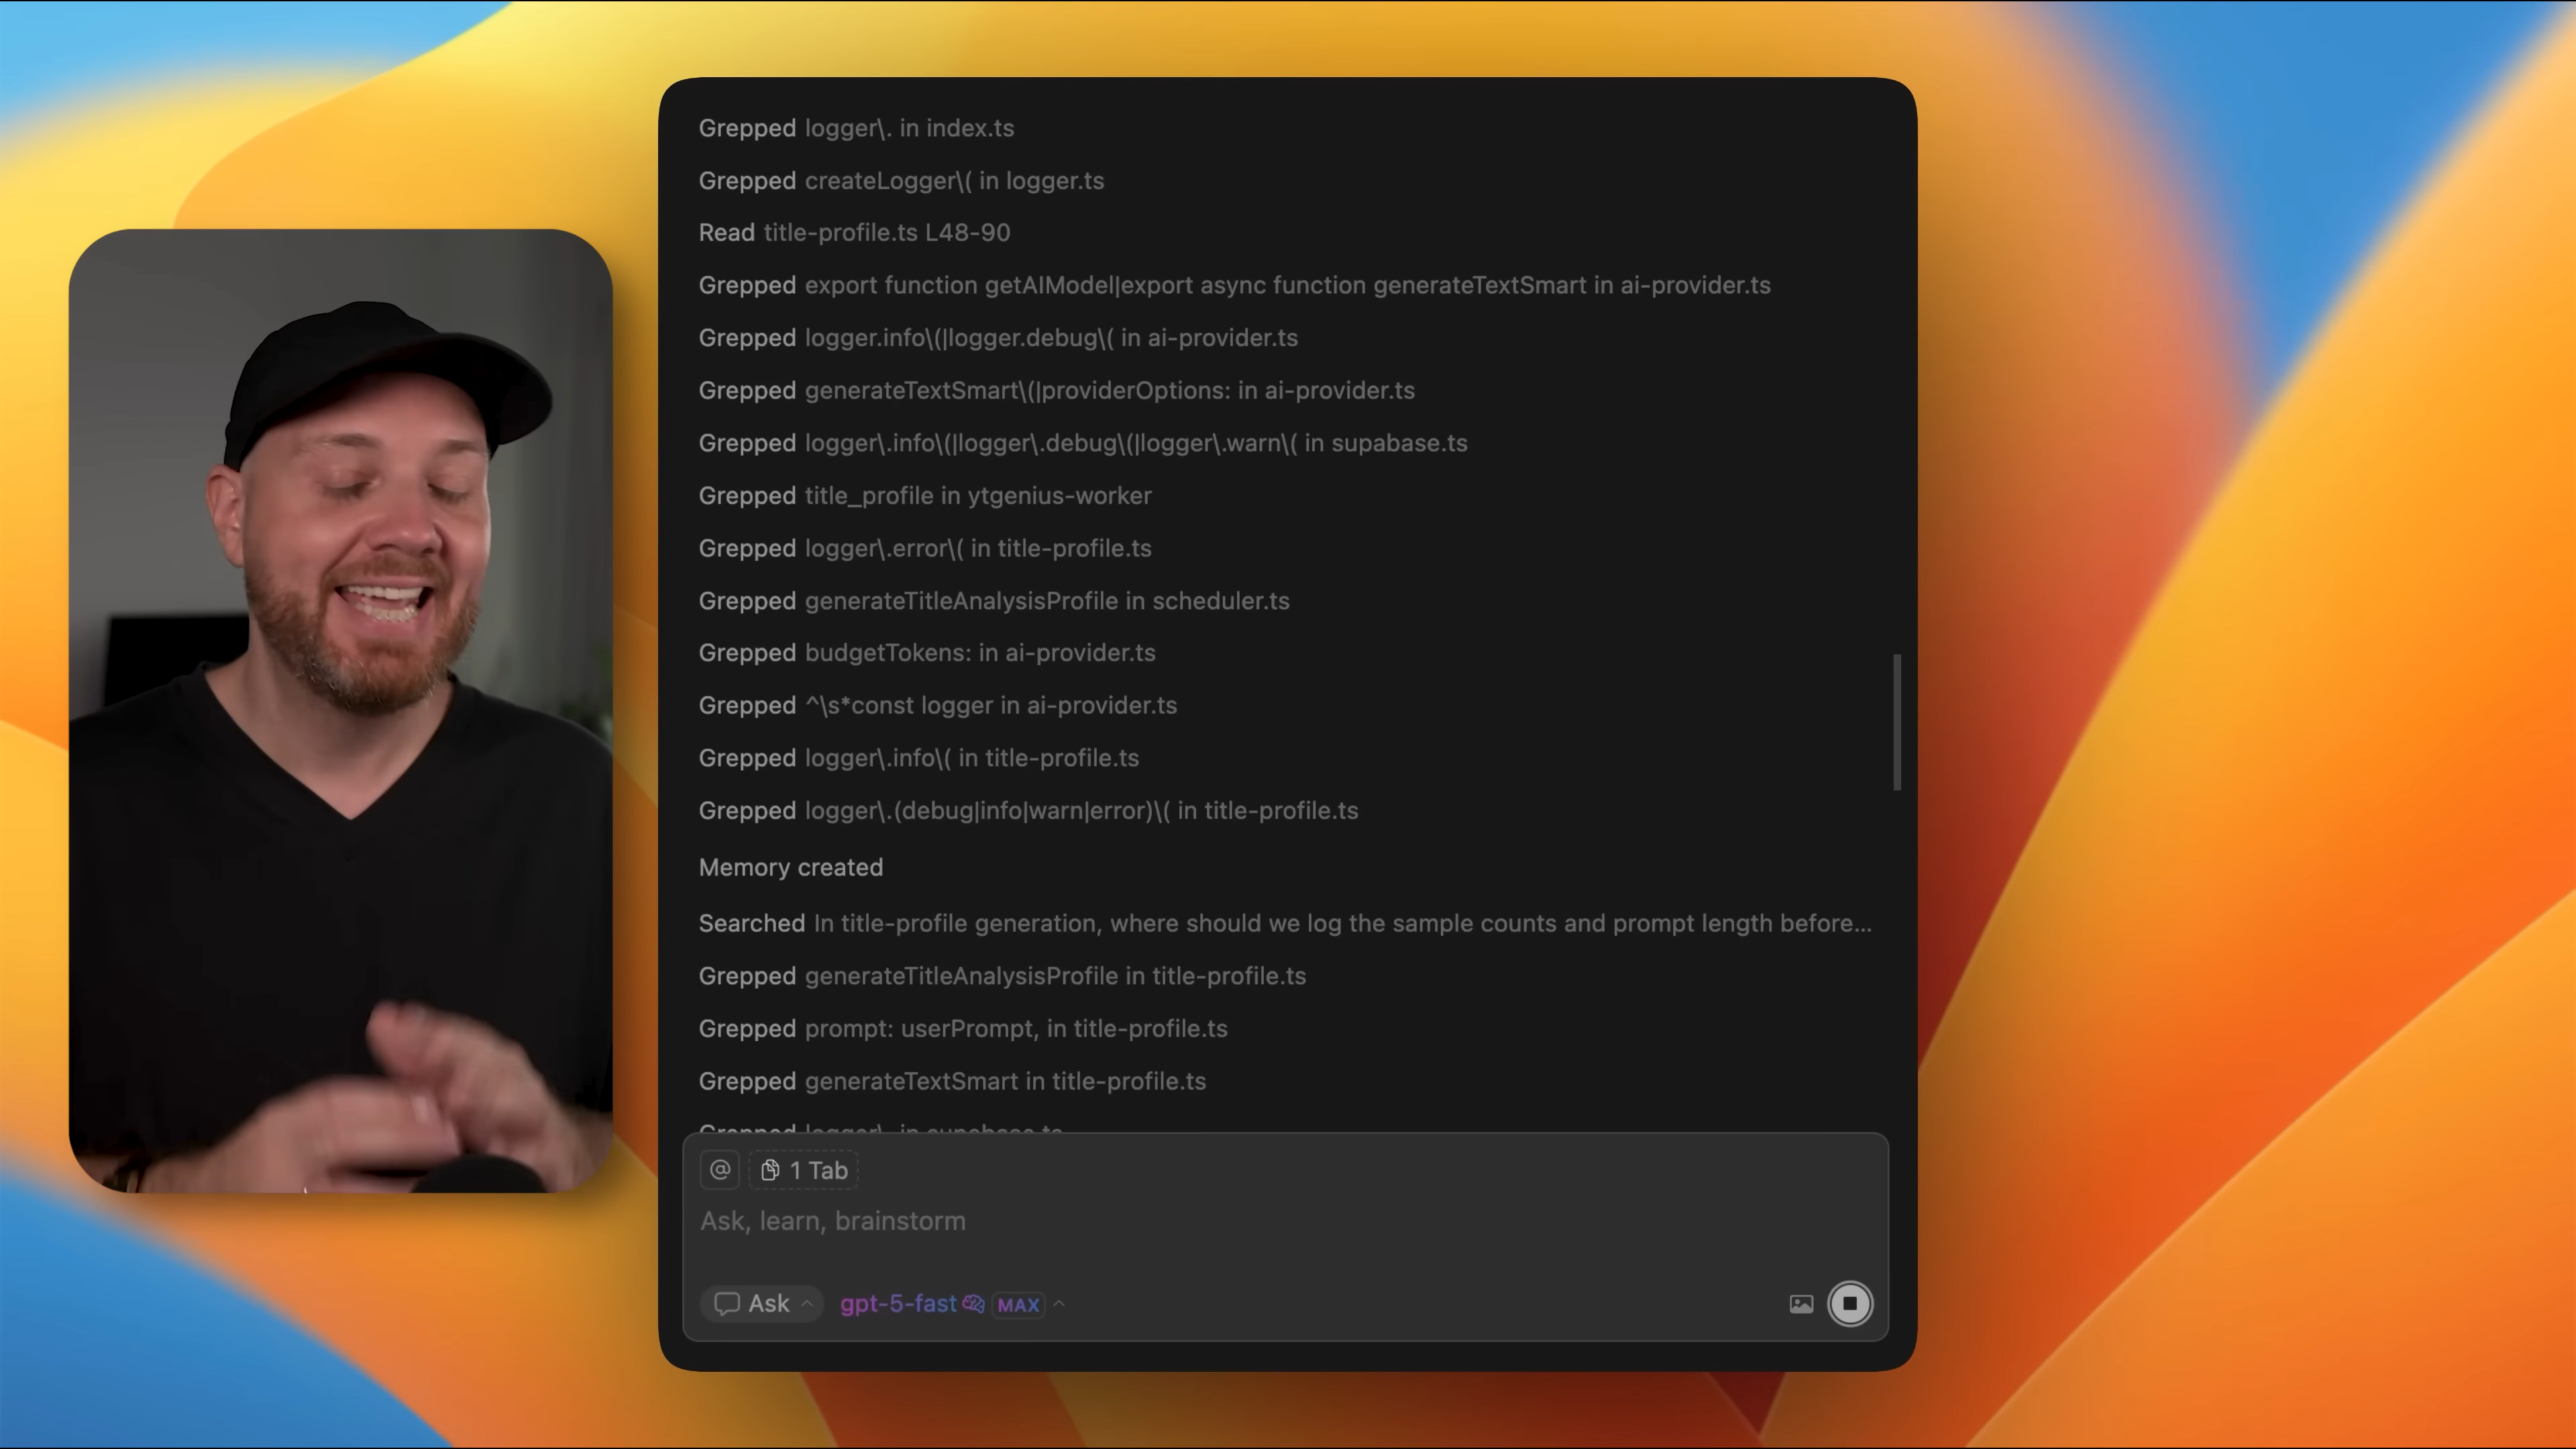 Grepped logger\. in index.ts
Grepped createLogger\( in logger.ts
Read title-profile.ts L48-90
Grepped export function getAIModel|export async function generateTextSmart in ai-provider.ts
Grepped logger.info\(|logger.debug\( in ai-provider.ts
Grepped generateTextSmart\(|providerOptions: in ai-provider.ts
Grepped logger\.info\(|logger\.debug\(|logger\.warn\( in supabase.ts
Grepped title_profile in ytgenius-worker
Grepped logger\.error\( in title-profile.ts
Grepped generateTitleAnalysisProfile in scheduler.ts
Grepped budgetTokens: in ai-provider.ts
Grepped ^\s*const logger in ai-provider.ts
Grepped logger\.info\( in title-profile.ts
Grepped logger\.(debug|info|warn|error)\( in title-profile.ts
Memory created
Searched In title-profile generation, where should we log the sample counts and prompt length before...
Grepped generateTitleAnalysisProfile in title-profile.ts
Grepped prompt: userPrompt, in title-profile.ts
Grepped generateTextSmart in title-profile.ts
Grepped logger\. in supabase.ts
@ 1 Tab
Ask, learn, brainstorm
Ask gpt-5-fast MAX